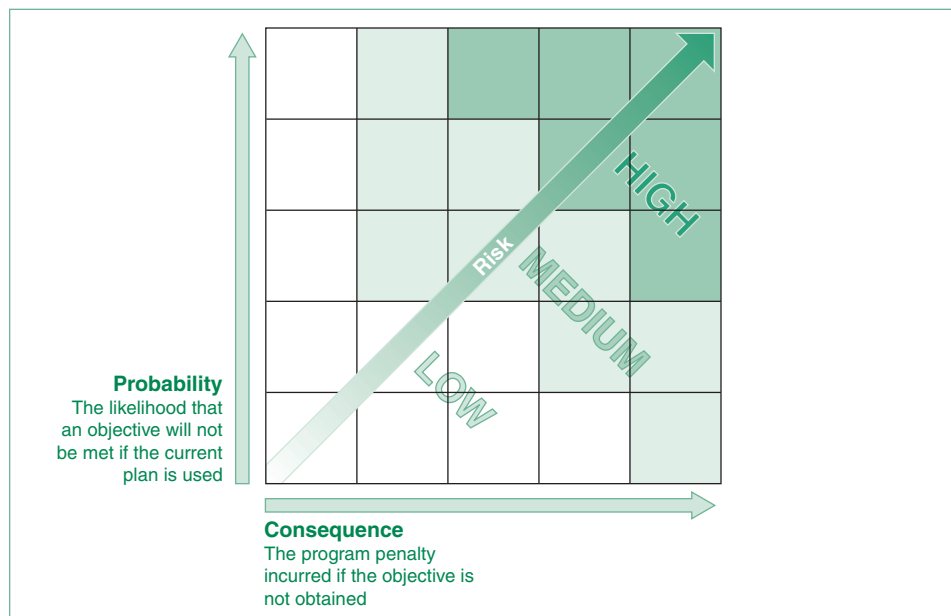 HIGH
Risk
MEDIUM
LOW
Probability
The likelihood that
an objective will not
be met if the current
plan is used
Consequence
The program penalty
incurred if the objective is
not obtained